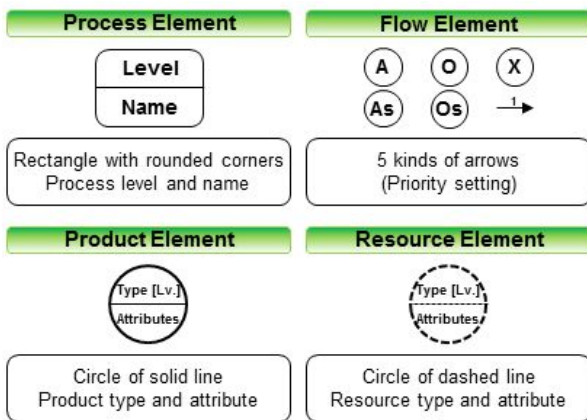 Process Element
Level
Name
Rectangle with rounded corners
Process level and name
Flow Element
A O X
As Os 1
5 kinds of arrows
(Priority setting)
Product Element
Type [Lv.]
Attributes
Circle of solid line
Product type and attribute
Resource Element
Type [Lv.]
Attributes
Circle of dashed line
Resource type and attribute